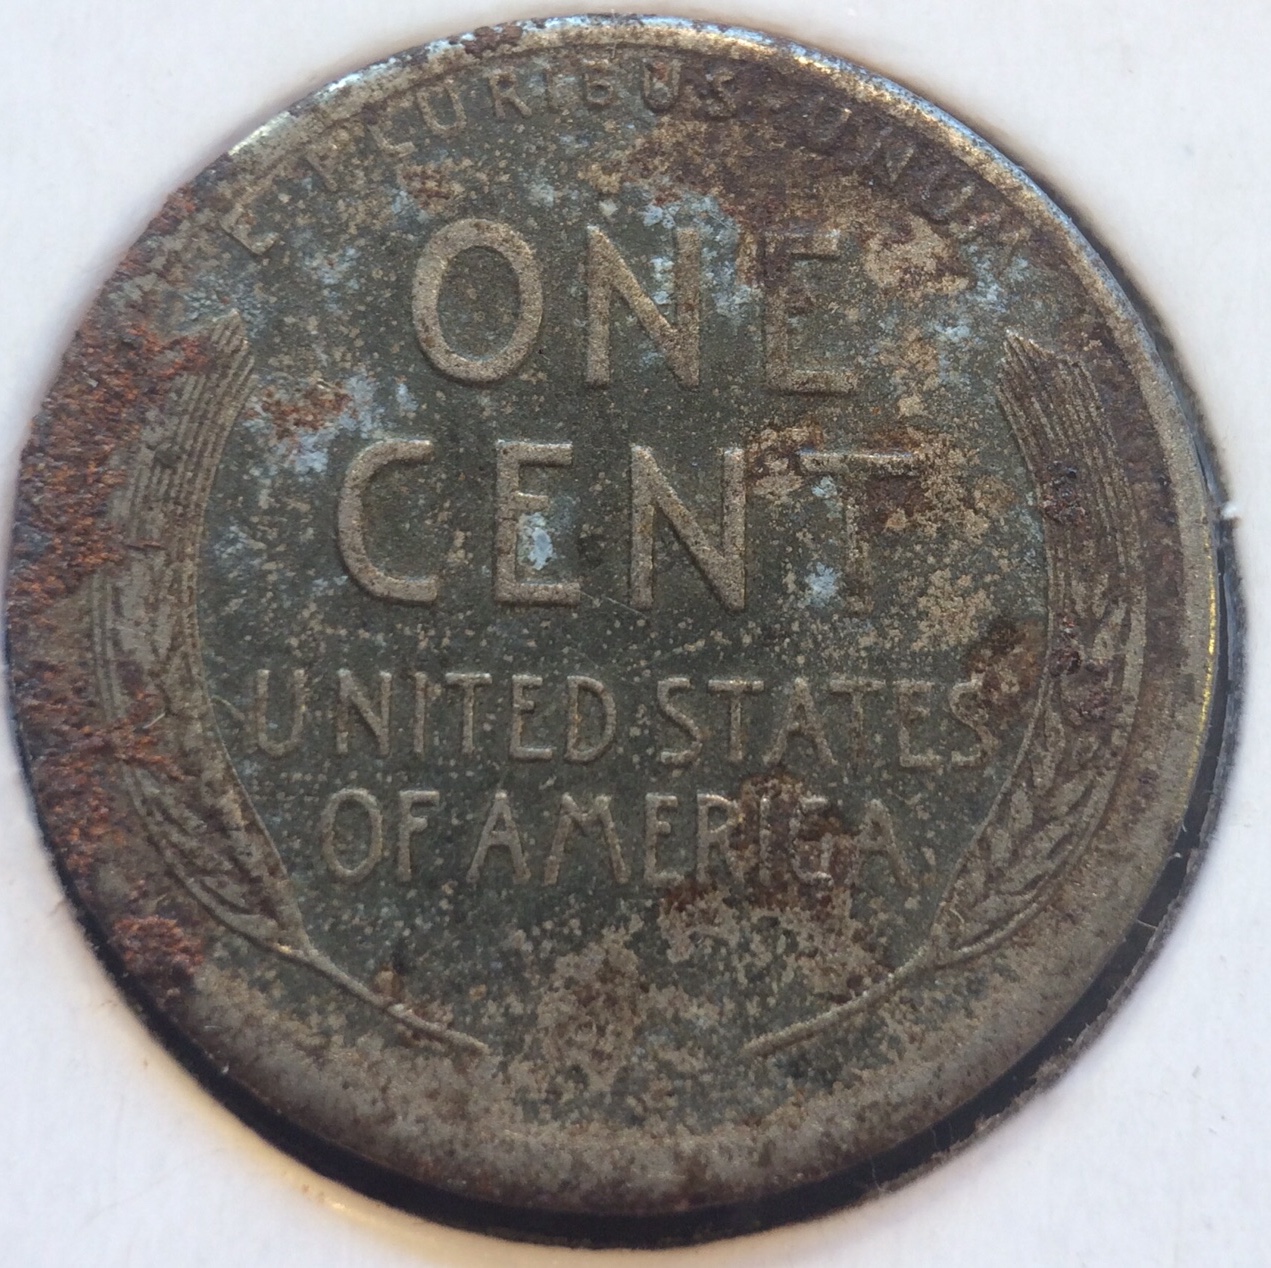 E PLURIBUS UNUM
ONE
CENT
UNITED STATES
OF AMERICA